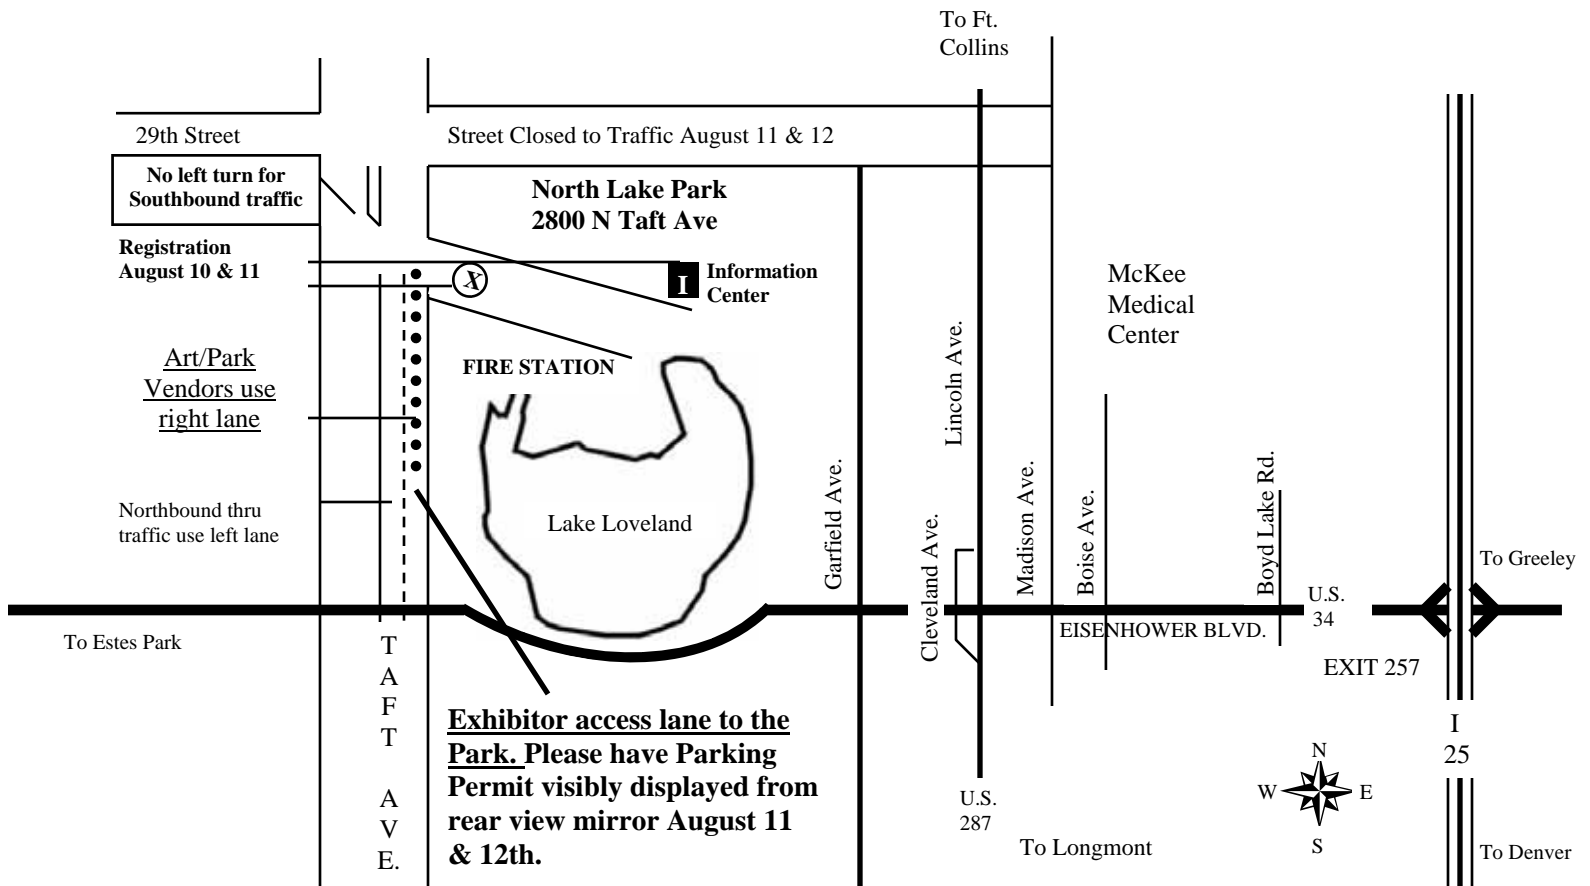 To Ft.
Collins
29th Street
Street Closed to Traffic August 11 & 12
No left turn for
Southbound traffic
North Lake Park
2800 N Taft Ave
Registration
August 10 & 11
X
I
Information
Center
McKee
Medical
Center
Art/Park
Vendors use
right lane
FIRE STATION
Lincoln Ave.
Northbound thru
traffic use left lane
Lake Loveland
Garfield Ave.
Cleveland Ave.
Madison Ave.
Boise Ave.
Boyd Lake Rd.
To Greeley
U.S.
34
To Estes Park
EISENHOWER BLVD.
EXIT 257
TAFT AVE.
Exhibitor access lane to the
Park. Please have Parking
Permit visibly displayed from
rear view mirror August 11
& 12th.
I
25
N
W
E
S
U.S.
287
To Longmont
To Denver